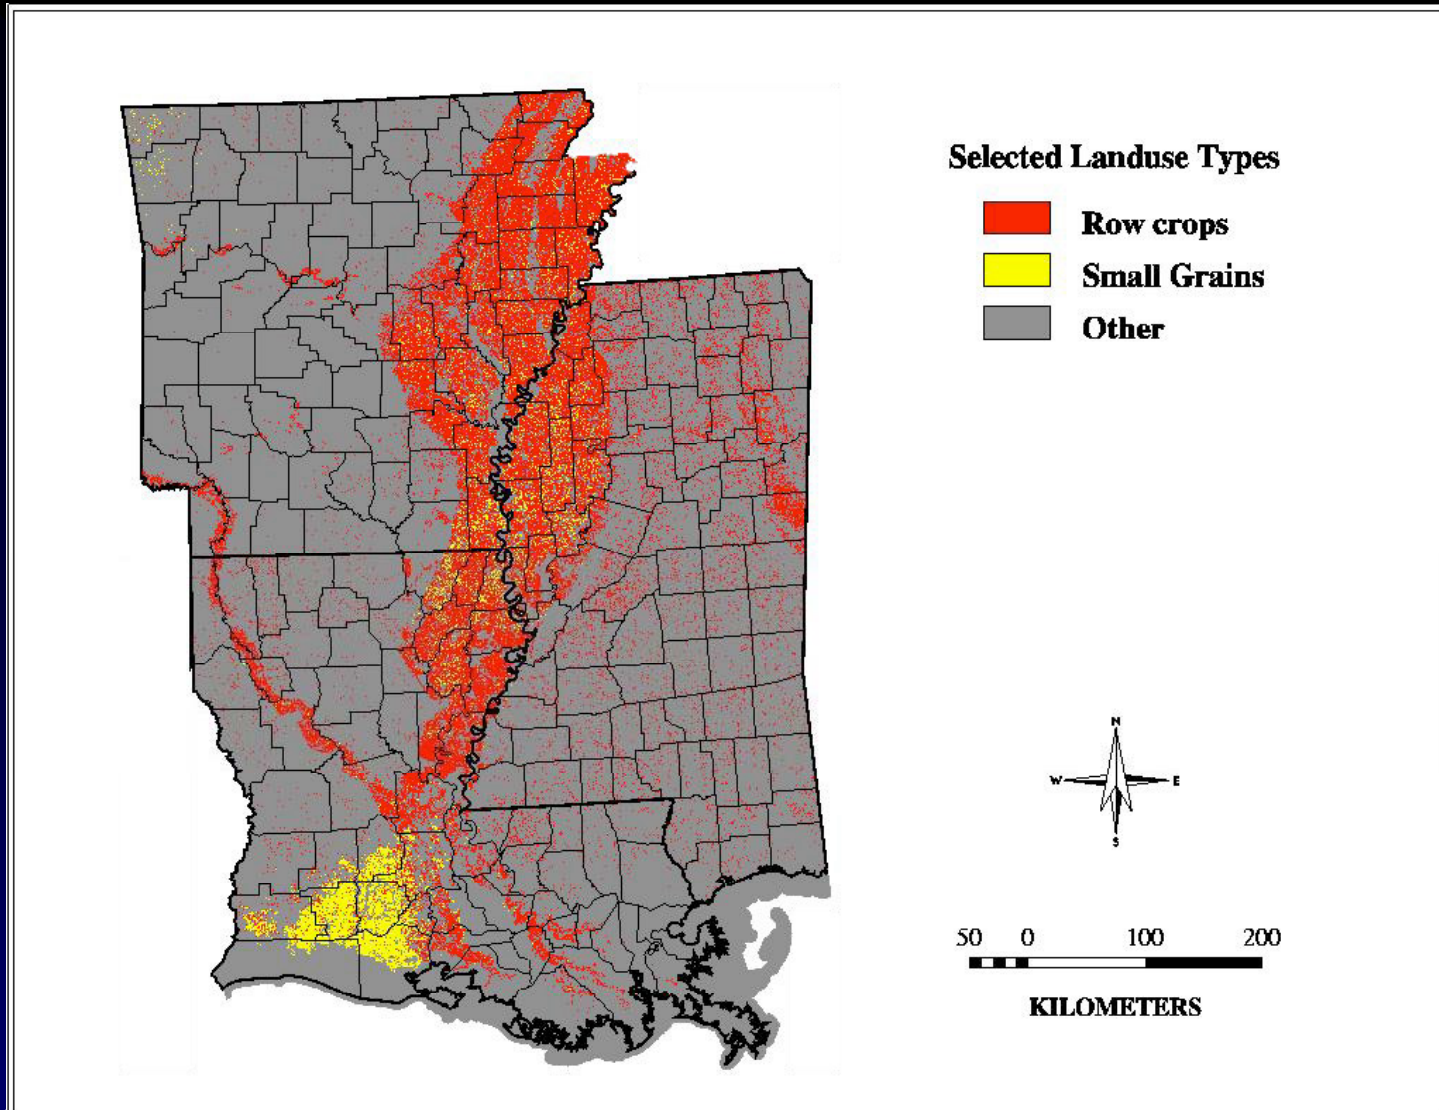 Selected Landuse Types
Row crops
Small Grains
Other
N
W E
S
50 0 100 200
KILOMETERS